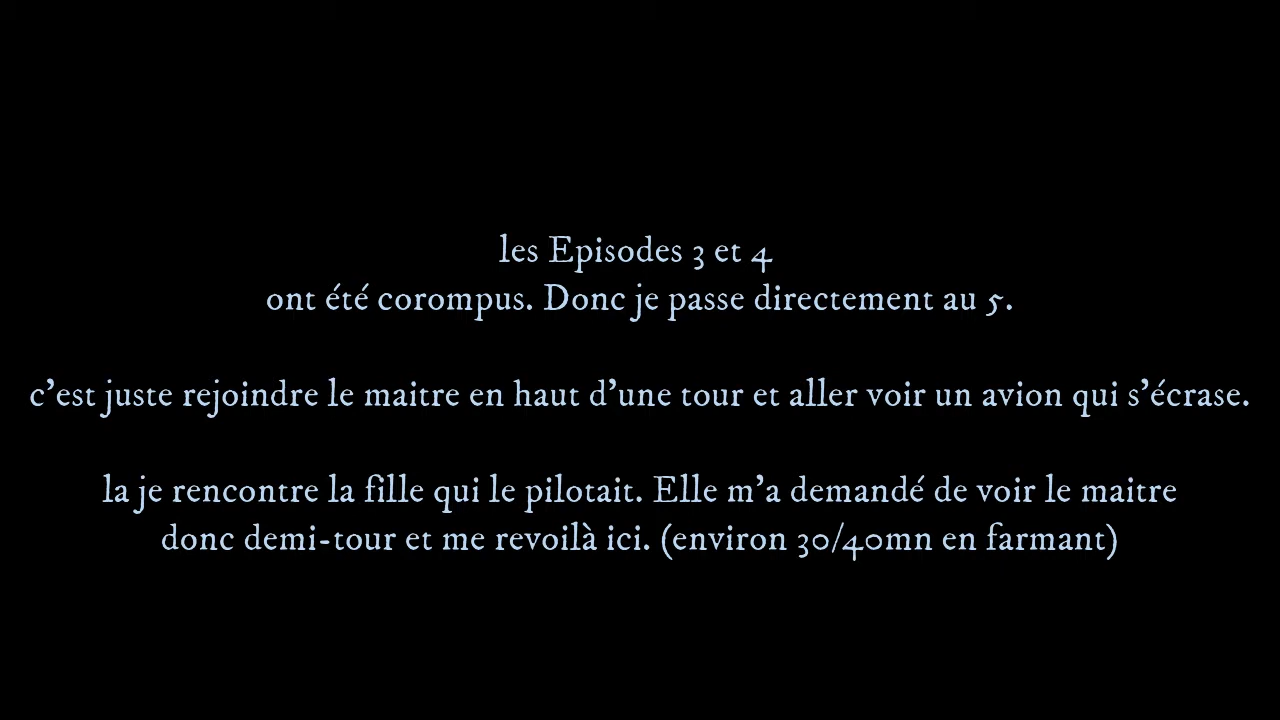 les Episodes 3 et 4
ont été corompus. Donc je passe directement au 5.
c'est juste rejoindre le maitre en haut d'une tour et aller voir un avion qui s'écrase.
la je rencontre la fille qui le pilotait. Elle m'a demandé de voir le maitre
donc demi-tour et me revoilà ici. (environ 30/40mn en farmant)